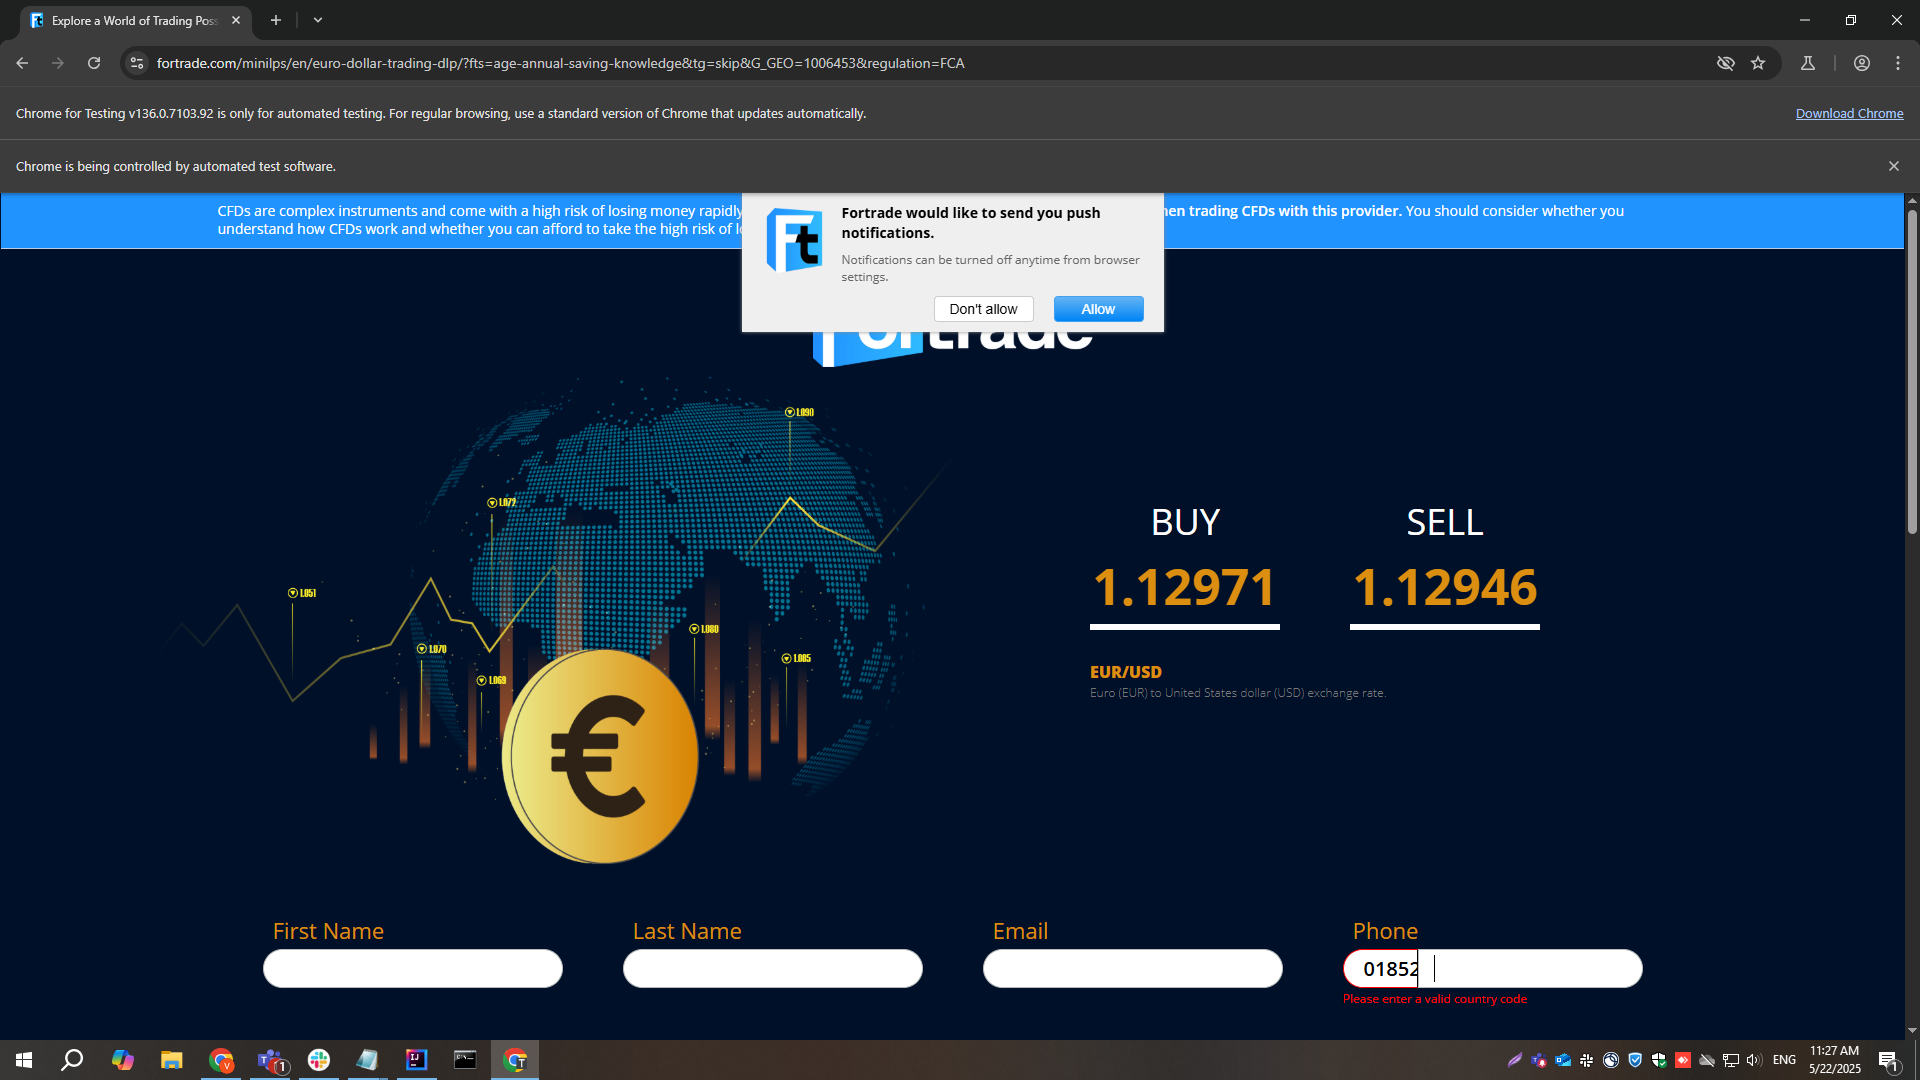 Explore a World of Trading Poss
fortrade.com/minilps/en/euro-dollar-trading-dlp/?fts=age-annual-saving-knowledge&tg=skip&G_GEO=1006453&regulation=FCA
Chrome for Testing v136.0.7103.92 is only for automated testing. For regular browsing, use a standard version of Chrome that updates automatically.
Download Chrome
Chrome is being controlled by automated test software.
CFDs are complex instruments and come with a high risk of losing money rapidly
hen trading CFDs with this provider. You should consider whether you
understand how CFDs work and whether you can afford to take the high risk of lo
Ft
Fortrade would like to send you push
notifications.
Notifications can be turned off anytime from browser
settings.
Don't allow
Allow
Fortrade
1.090
1.072
1.051
1.080
1.070
1.085
1.069
€
BUY
SELL
1.12971
1.12946
EUR/USD
Euro (EUR) to United States dollar (USD) exchange rate.
First Name
Last Name
Email
Phone
01852
Please enter a valid country code
ENG
11:27 AM
5/22/2025
1
1